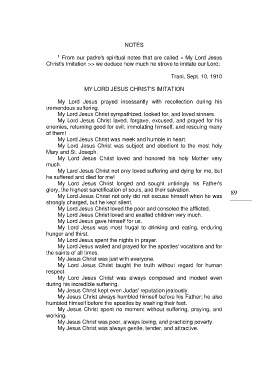 NOTES
¹ From our padre's spiritual notes that are called « My Lord Jesus
Christ's Imitation >> we deduce how much he strove to imitate our Lord;
Trani, Sept. 10, 1910
MY LORD JESUS CHRIST'S IMITATION
My Lord Jesus prayed incessantly with recollection during his
tremendous suffering.
My Lord Jesus Christ sympathized, looked for, and loved sinners.
My Lord Jesus Christ loved, forgave, excused, and prayed for his
enemies, returning good for evil, immolating himself, and rescuing many
of them!
My Lord Jesus Christ was meek and humble in heart.
My Lord Jesus Christ was subject and obedient to the most holy
Mary and St. Joseph.
My Lord Jesus Christ loved and honored his holy Mother very
much.
My Lord Jesus Christ not only loved suffering and dying for me, but
he suffered and died for me!
My Lord Jesus Christ longed and sought untiringly his Father's
glory, the highest sanctification of souls, and their salvation.
89
My Lord Jesus Christ not only did not excuse himself when he was
strongly charged, but he kept silent.
My Lord Jesus Christ loved the poor and consoled the afflicted.
My Lord Jesus Christ loved and exalted children very much.
My Lord Jesus gave himself for us.
My Lord Jesus was most frugal to drinking and eating, enduring
hunger and thirst.
My Lord Jesus spent the nights in prayer.
My Lord Jesus waited and prayed for the apostles' vocations and for
the saints of all times.
My Jesus Christ was just with everyone.
My Lord Jesus Christ taught the truth without regard for human
respect.
My Lord Jesus Christ was always composed and modest even
during his incredible suffering.
My Jesus Christ kept even Judas' reputation jealously.
My Jesus Christ always humbled himself before his Father; he also
humbled himself before the apostles by washing their feet.
My Jesus Christ spent no moment without suffering, praying, and
working.
My Jesus Christ was poor, always loving, and practicing poverty.
My Jesus Christ was always gentle, tender, and attractive.